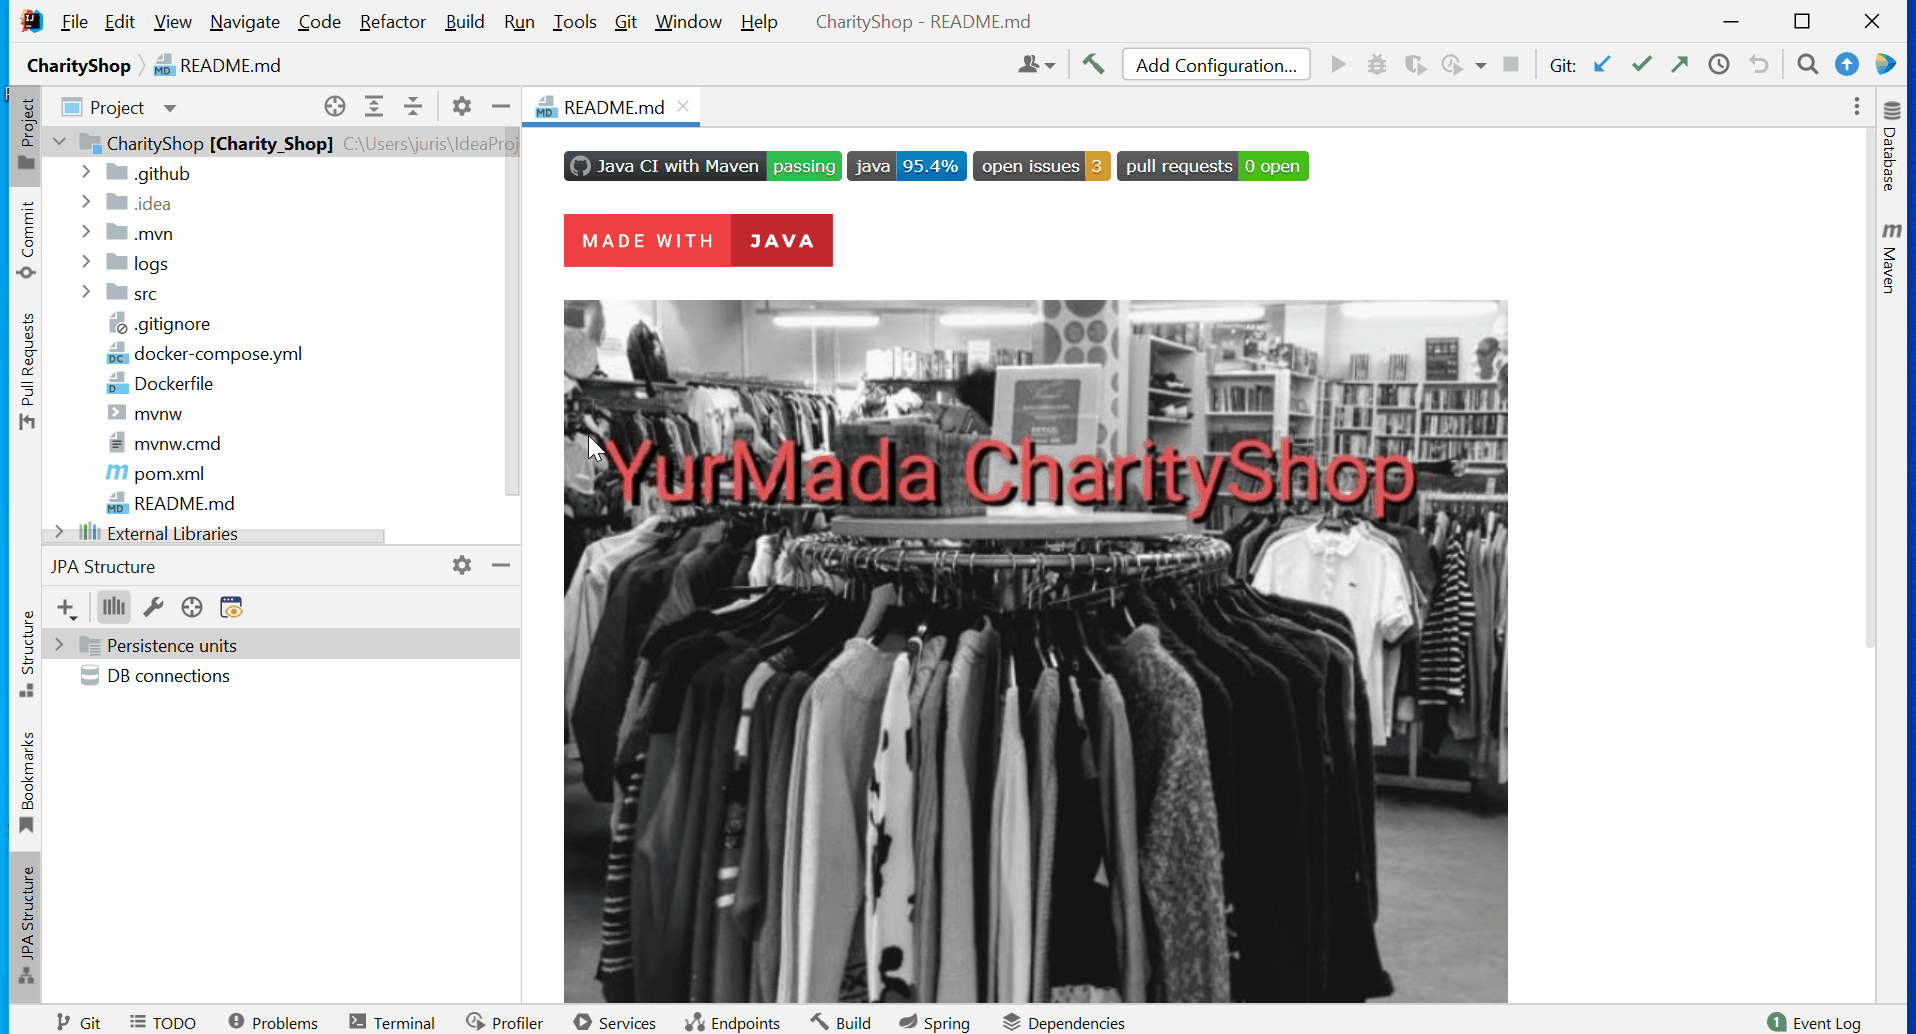 File Edit View Navigate Code Refactor Build Run Tools Git Window Help CharityShop - README.md
CharityShop README.md Add Configuration... Git:
Project
README.md
CharityShop [Charity_Shop] C:\Users\juris\IdeaProj
.github
.idea
.mvn
logs
src
.gitignore
docker-compose.yml
Dockerfile
mvnw
mvnw.cmd
pom.xml
README.md
External Libraries
JPA Structure
Persistence units
DB connections
Project
Commit
Pull Requests
Structure
Bookmarks
JPA Structure
Java CI with Maven passing java 95.4% open issues 3 pull requests 0 open
MADE WITH JAVA
YurMada CharityShop
Database
Maven
Git TODO Problems Terminal Profiler Services Endpoints Build Spring Dependencies 1 Event Log